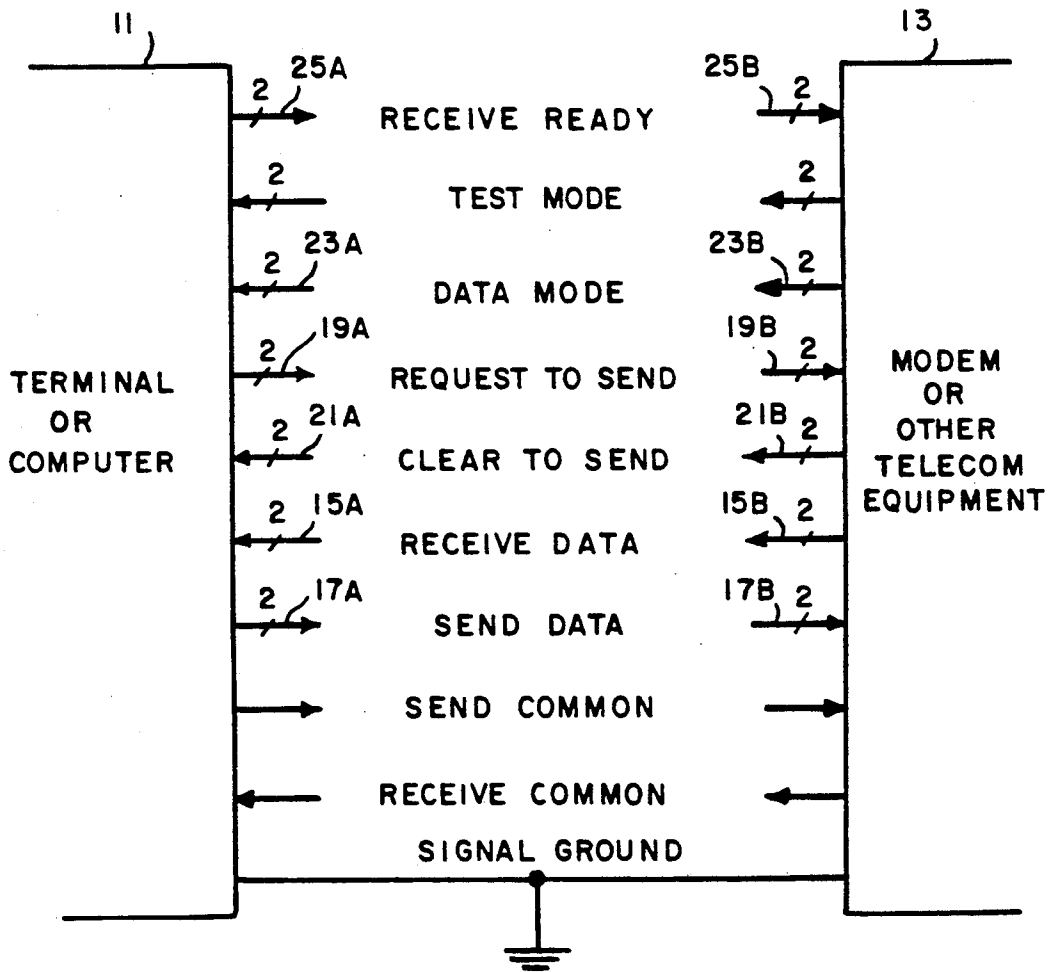 11
13
25A
25B
2
2
RECEIVE READY
2
2
TEST MODE
23A
23B
2
2
DATA MODE
19A
19B
2
2
REQUEST TO SEND
TERMINAL
OR
COMPUTER
MODEM
OR
OTHER
TELECOM
EQUIPMENT
21A
21B
2
2
CLEAR TO SEND
15A
15B
2
2
RECEIVE DATA
17A
17B
2
2
SEND DATA
SEND COMMON
RECEIVE COMMON
SIGNAL GROUND